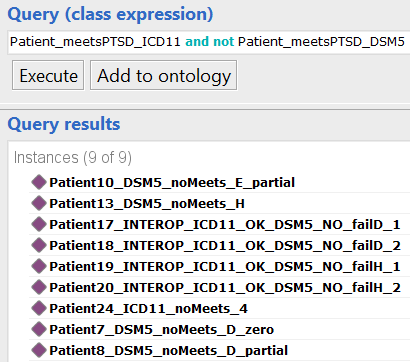 Query (class expression)
Patient_meetsPTSD_ICD11 and not Patient_meetsPTSD_DSM5
Execute Add to ontology
Query results
Instances (9 of 9)
Patient10_DSM5_noMeets_E_partial
Patient13_DSM5_noMeets_H
Patient17_INTEROP_ICD11_OK_DSM5_NO_failD_1
Patient18_INTEROP_ICD11_OK_DSM5_NO_failD_2
Patient19_INTEROP_ICD11_OK_DSM5_NO_failH_1
Patient20_INTEROP_ICD11_OK_DSM5_NO_failH_2
Patient24_ICD11_noMeets_4
Patient7_DSM5_noMeets_D_zero
Patient8_DSM5_noMeets_D_partial